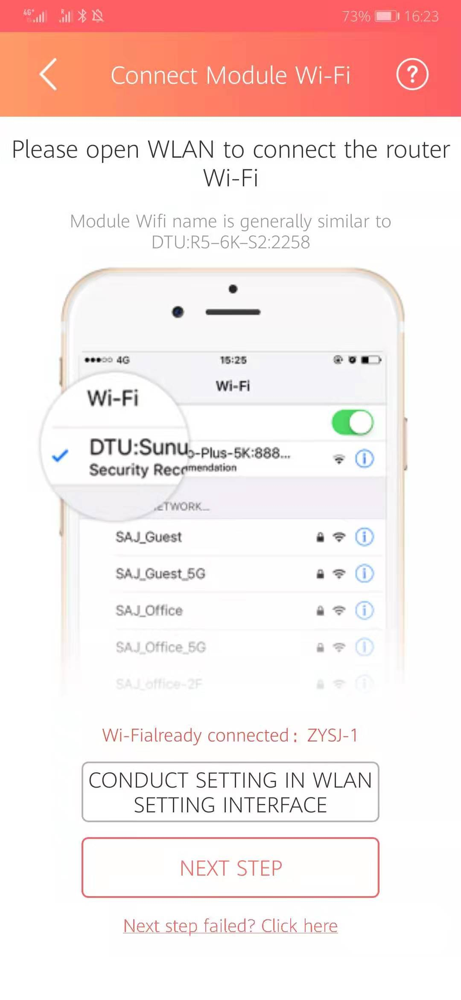 4G+ R 73% 16:23
Connect Module Wi-Fi ?
Please open WLAN to connect the router
Wi-Fi
Module Wifi name is generally similar to
DTU:R5–6K–S2:2258
4G 15:25
Wi-Fi
Wi-Fi
DTU:Sunu o-Plus-5K:888...
Security Recomendation
ETWORK...
SAJ_Guest
SAJ_Guest_5G
SAJ_Office
SAJ_Office_5G
SAJ_office-2F
Wi-Fialready connected：ZYSJ-1
CONDUCT SETTING IN WLAN
SETTING INTERFACE
NEXT STEP
Next step failed? Click here